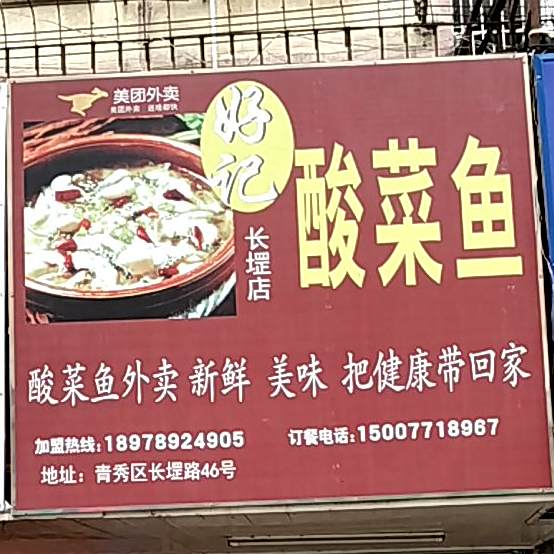 美团外卖
美团外卖 送啥都快
好记
酸菜鱼
长堽店
酸菜鱼外卖 新鲜 美味 把健康带回家
加盟热线:18978924905
订餐电话:15007718967
地址:青秀区长堽路46号